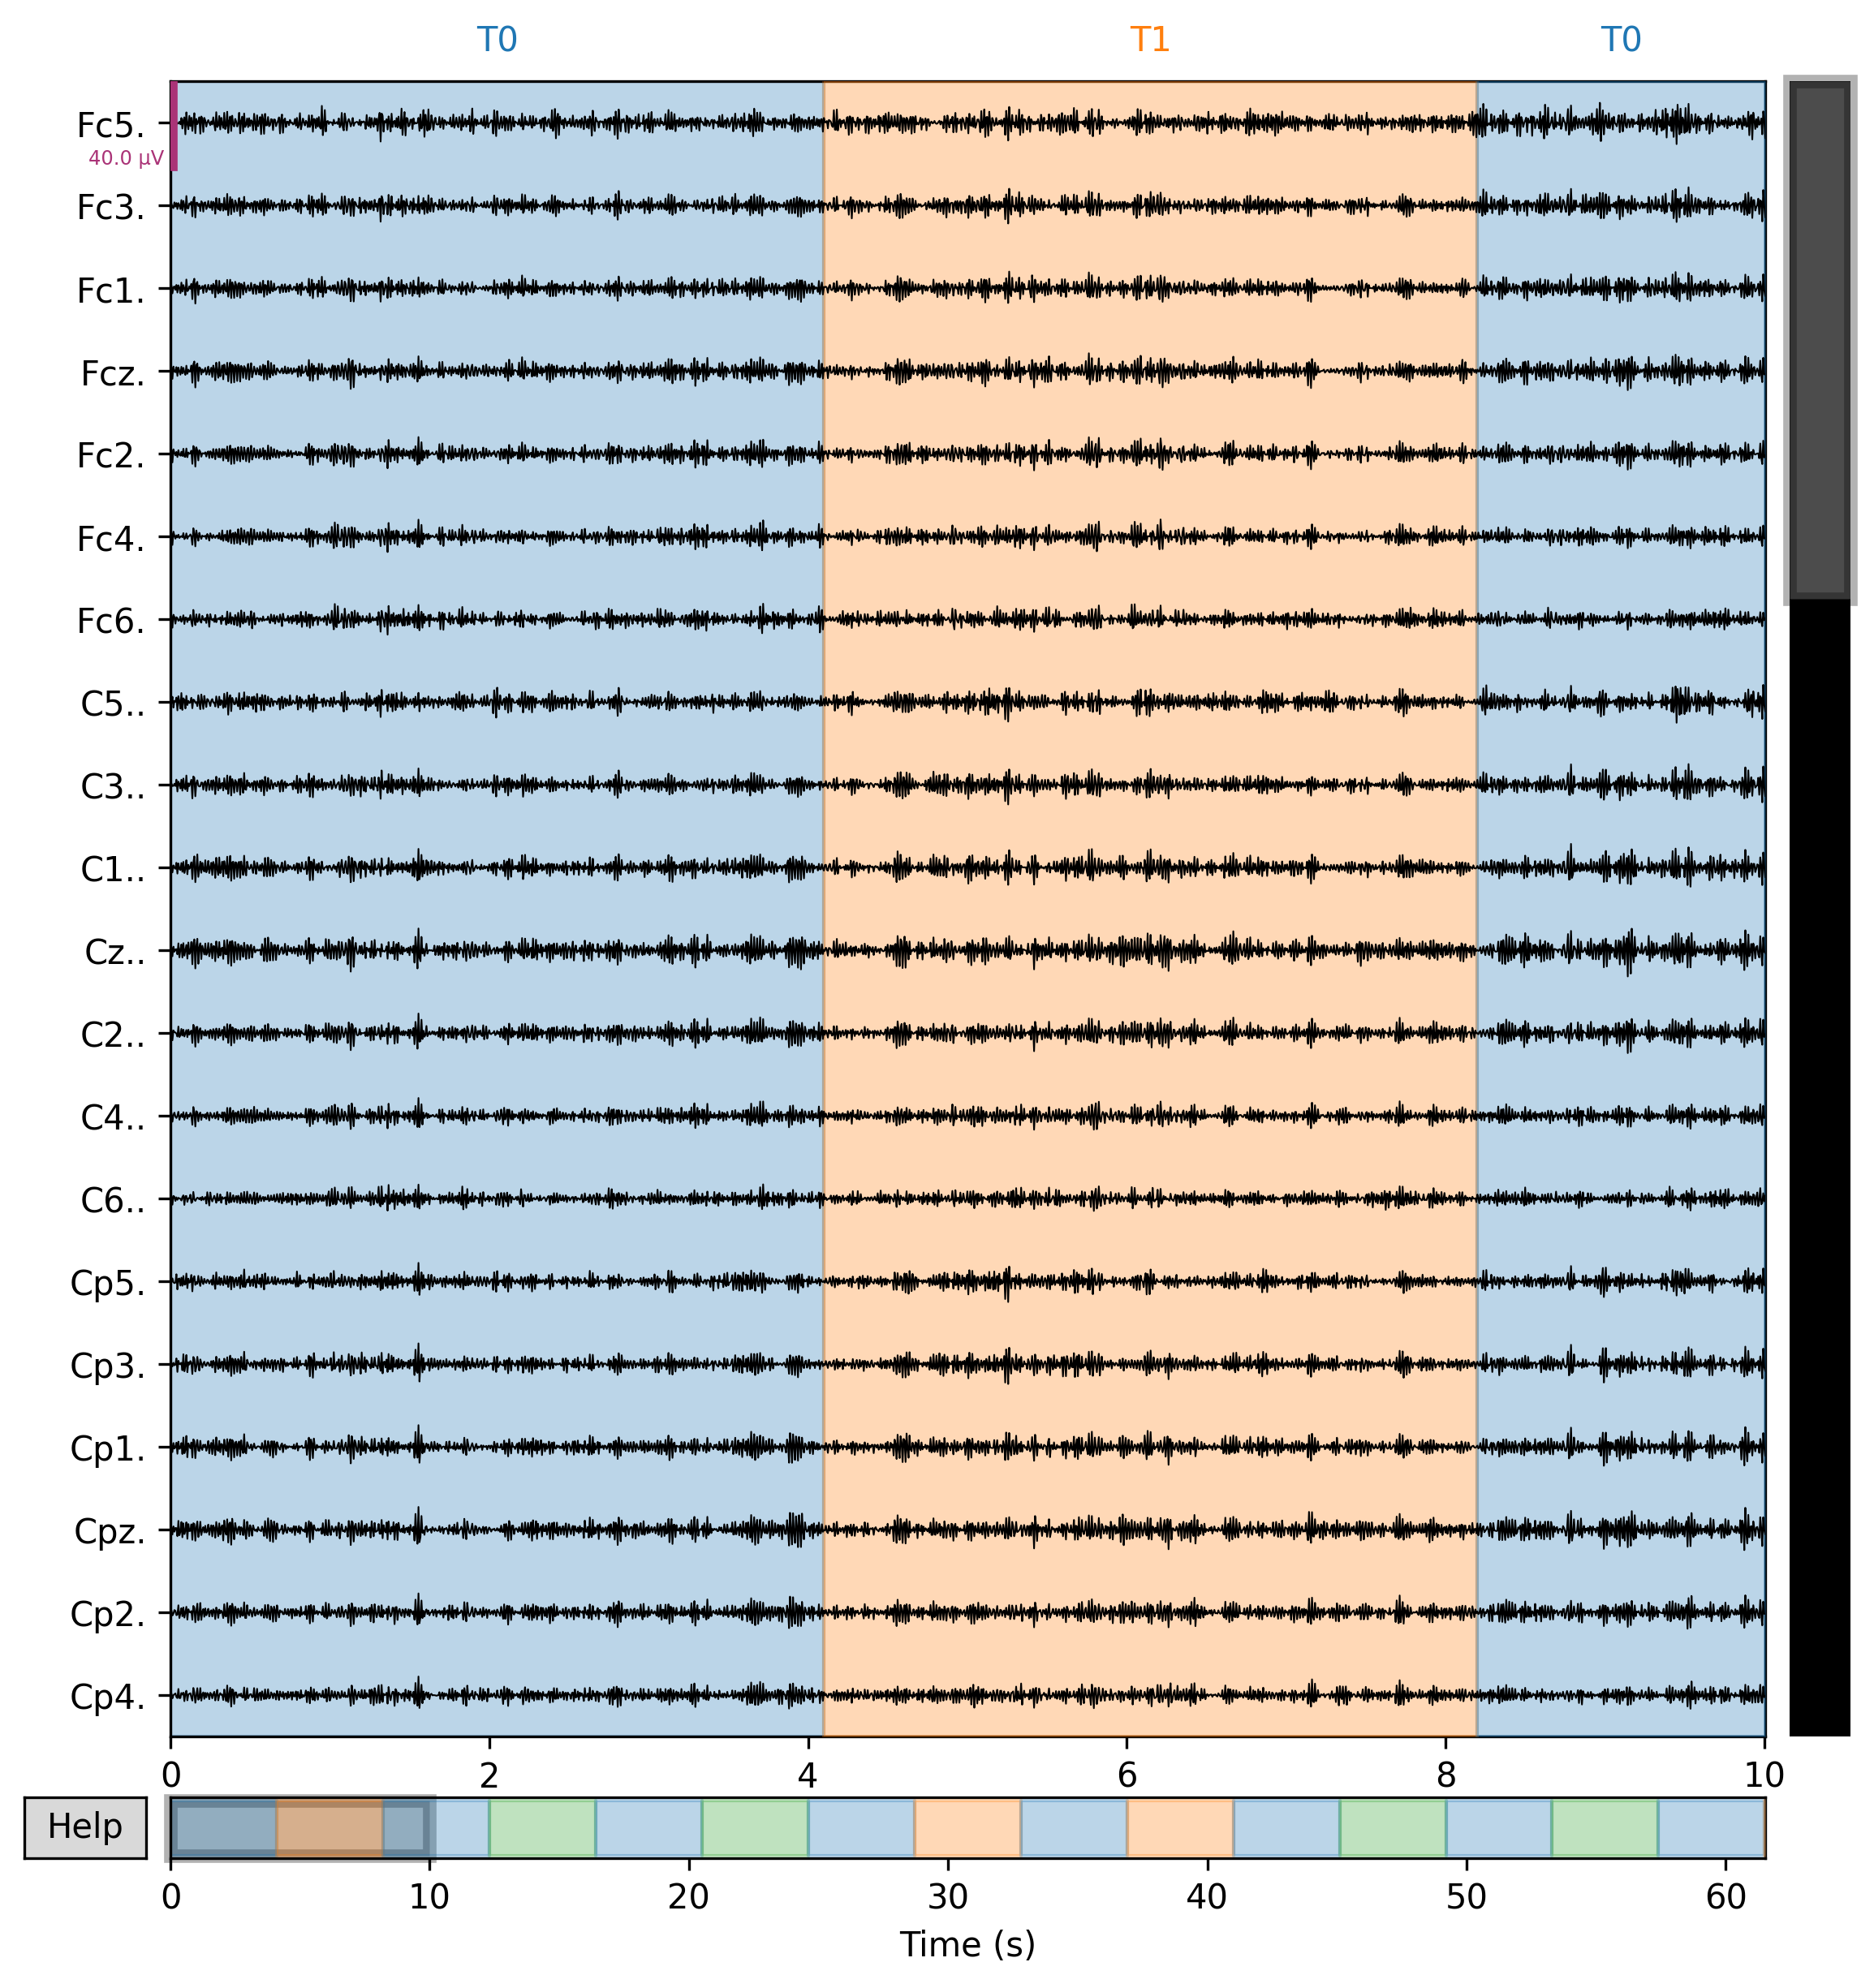 T0 T1 T0
Fc5.
40.0 µV
Fc3.
Fc1.
Fcz.
Fc2.
Fc4.
Fc6.
C5..
C3..
C1..
Cz..
C2..
C4..
C6..
Cp5.
Cp3.
Cp1.
Cpz.
Cp2.
Cp4.
0 2 4 6 8 10
Help
0 10 20 30 40 50 60
Time (s)